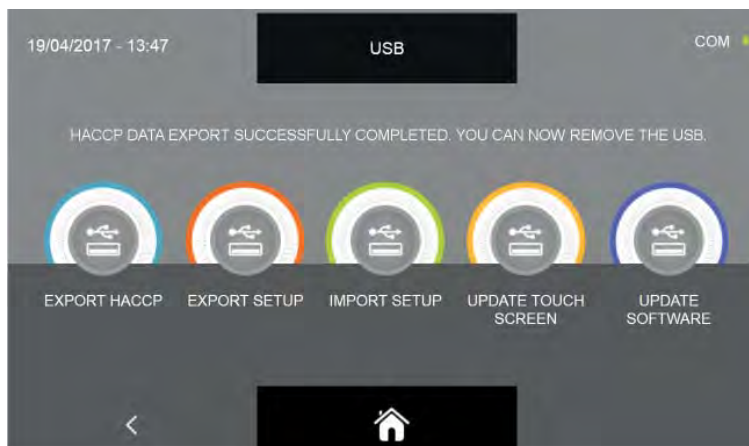 19/04/2017 - 13:47
USB
COM
HACCP DATA EXPORT SUCCESSFULLY COMPLETED. YOU CAN NOW REMOVE THE USB.
EXPORT HACCP
EXPORT SETUP
IMPORT SETUP
UPDATE TOUCH
SCREEN
UPDATE
SOFTWARE